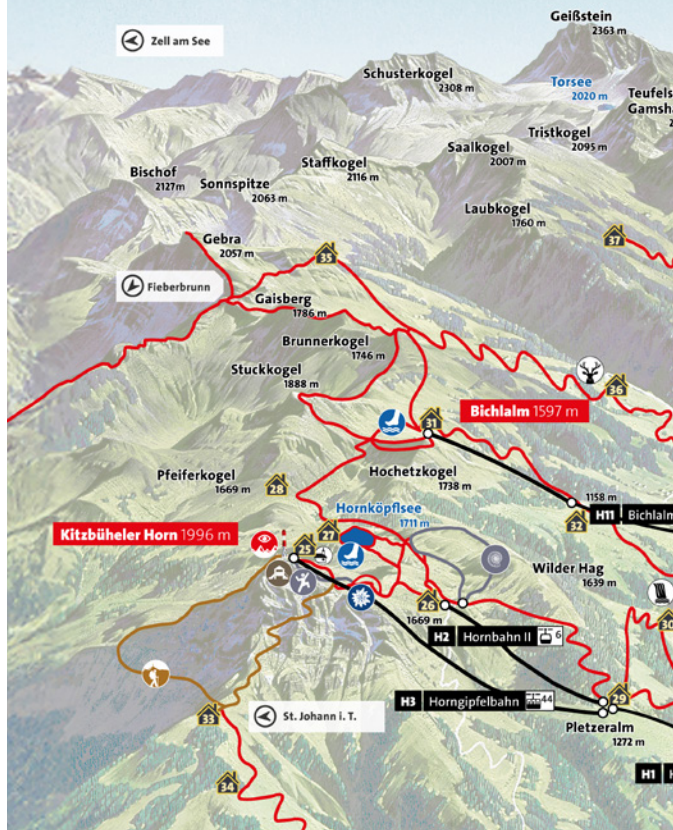 Geißstein
2363 m
Zell am See
Schusterkogel
2308 m
Torsee
2020 m
Teufels
Gamsha
2
Tristkogel
2095 m
Saalkogel
2007 m
Staffkogel
2116 m
Bischof
2127m
Sonnspitze
2063 m
Laubkogel
1760 m
Gebra
2057 m
37
35
Fieberbrunn
Gaisberg
1786 m
Brunnerkogel
1746 m
Stuckkogel
1888 m
36
31
Bichlalm 1597 m
Pfeiferkogel
1669 m
28
Hochetzkogel
1738 m
1158 m
H11 Bichlalm
32
Hornköpflsee
1711 m
Kitzbüheler Horn 1996 m
27
25
Wilder Hag
1639 m
26
1669 m
30
H2 Hornbahn II 6
H3 Horngipfelbahn 44
29
33
St. Johann i. T.
Pletzeralm
1272 m
H1
34